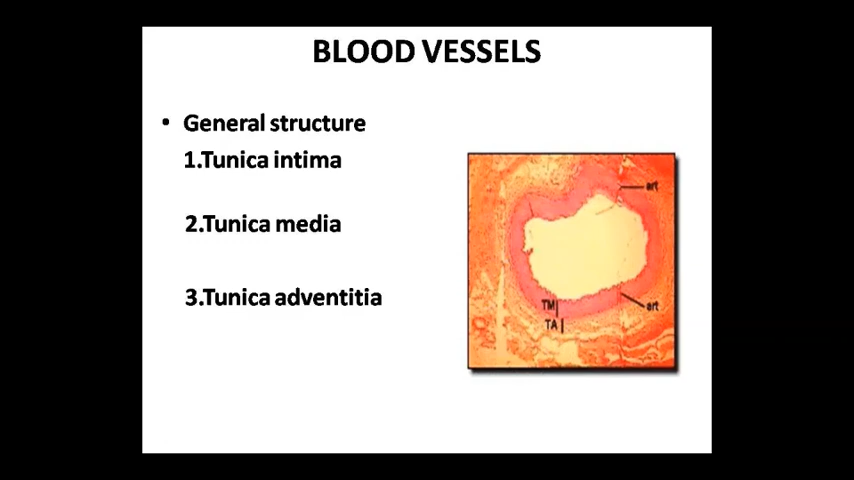 BLOOD VESSELS
• General structure
1.Tunica intima
2.Tunica media
3.Tunica adventitia
art
TM
art
TA